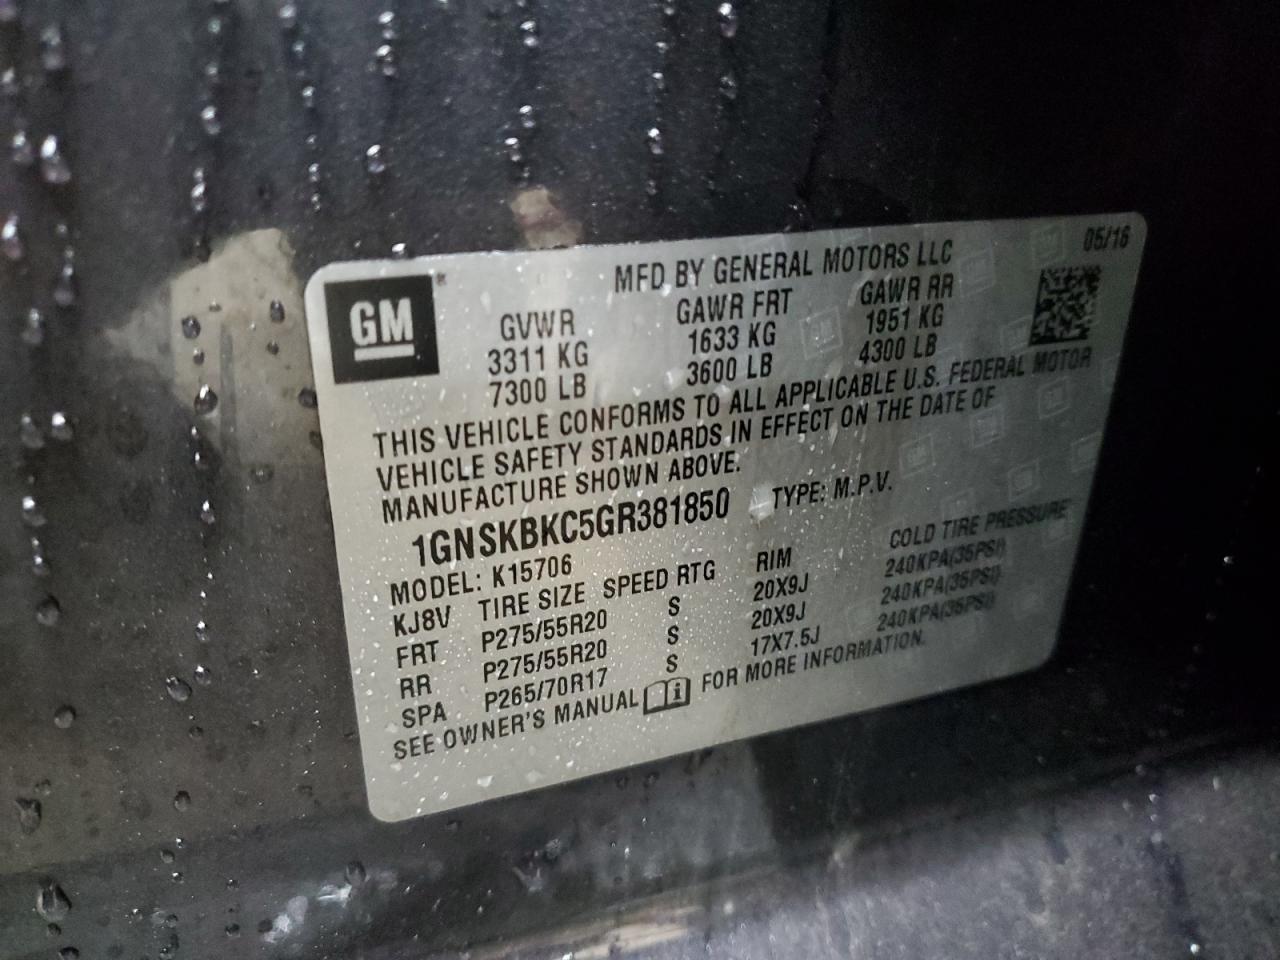 GM
MFD BY GENERAL MOTORS LLC 05/16
GVWR GAWR FRT GAWR RR
3311 KG 1633 KG 1951 KG
7300 LB 3600 LB 4300 LB
THIS VEHICLE CONFORMS TO ALL APPLICABLE U.S. FEDERAL MOTOR
VEHICLE SAFETY STANDARDS IN EFFECT ON THE DATE OF
MANUFACTURE SHOWN ABOVE.
1GNSKBKC5GR381850 TYPE: M.P.V.
MODEL: K15706
KJ8V TIRE SIZE SPEED RTG RIM COLD TIRE PRESSURE
FRT P275/55R20 S 20X9J 240KPA(35PSI)
RR P275/55R20 S 20X9J 240KPA(35PSI)
SPA P265/70R17 S 17X7.5J 240KPA(35PSI)
SEE OWNER'S MANUAL i FOR MORE INFORMATION.